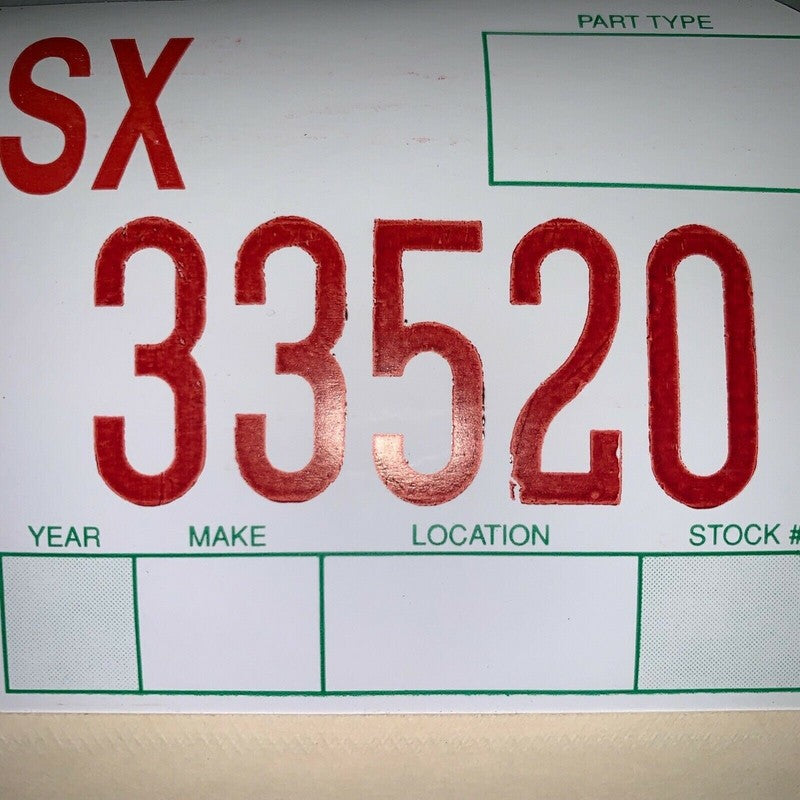 PART TYPE
SX
33520
YEAR MAKE LOCATION STOCK #